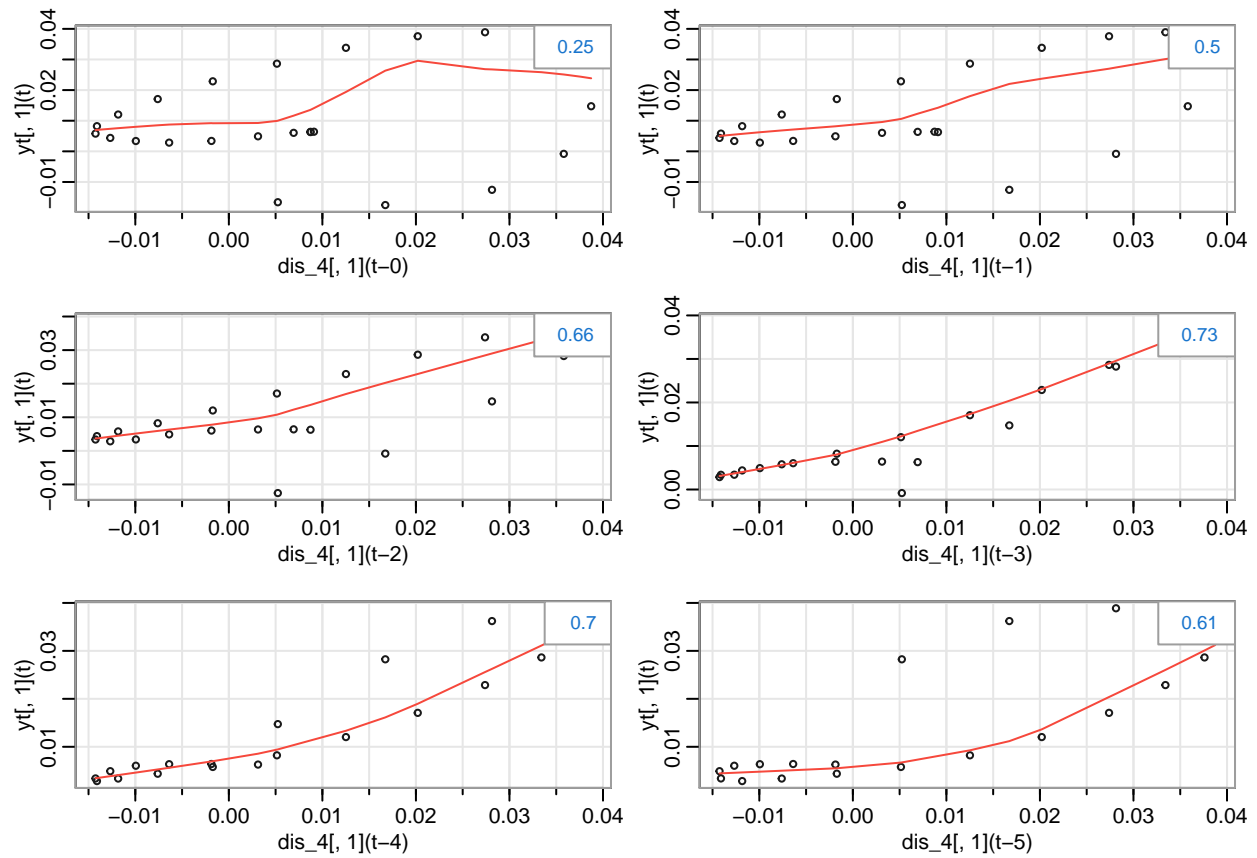 0.25
yt[, 1](t)
−0.01 0.02 0.04
−0.01 0.00 0.01 0.02 0.03 0.04
dis_4[, 1](t−0)
0.5
yt[, 1](t)
−0.01 0.02 0.04
−0.01 0.00 0.01 0.02 0.03 0.04
dis_4[, 1](t−1)
0.66
yt[, 1](t)
−0.01 0.01 0.03
−0.01 0.00 0.01 0.02 0.03 0.04
dis_4[, 1](t−2)
0.73
yt[, 1](t)
0.00 0.02 0.04
−0.01 0.00 0.01 0.02 0.03 0.04
dis_4[, 1](t−3)
0.7
yt[, 1](t)
0.01 0.03
−0.01 0.00 0.01 0.02 0.03 0.04
dis_4[, 1](t−4)
0.61
yt[, 1](t)
0.01 0.03
−0.01 0.00 0.01 0.02 0.03 0.04
dis_4[, 1](t−5)